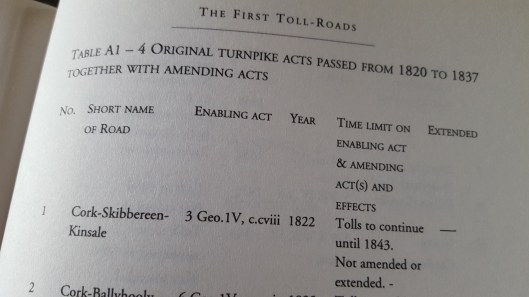 The First Toll-Roads
Table A1 – 4 Original turnpike acts passed from 1820 to 1837
together with amending acts
No. Short name Enabling act Year Time limit on Extended
of Road enabling act
& amending
act(s) and
effects
1 Cork-Skibbereen- 3 Geo.1V, c.cviii 1822 Tolls to continue —
Kinsale until 1843.
Not amended or
extended. -
2 Cork-Ballyhooly